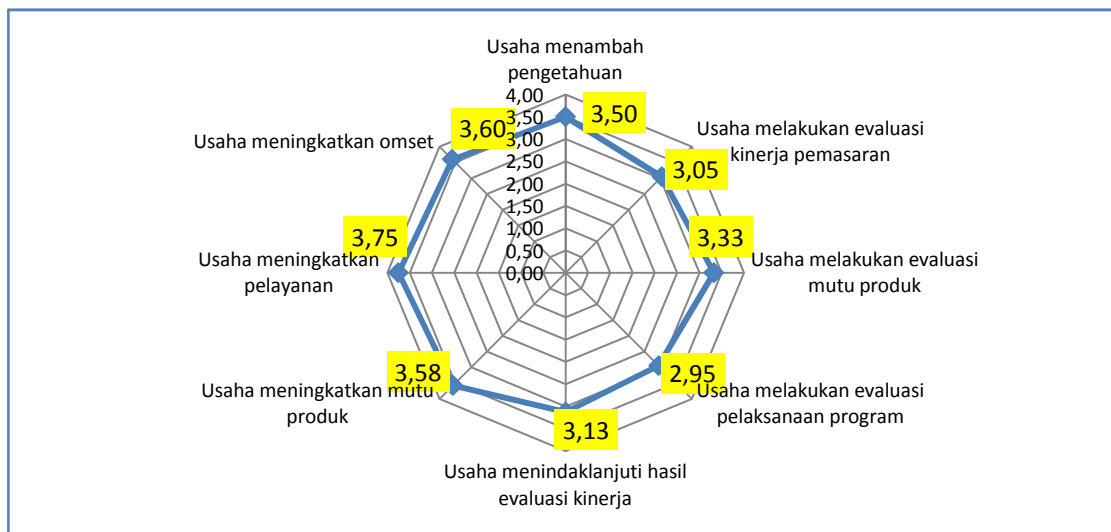 Usaha menambah
pengetahuan
4,00
3,50
3,00
2,50
2,00
1,50
1,00
0,50
0,00
3,50
Usaha melakukan evaluasi
kinerja pemasaran
3,05
3,33
Usaha melakukan evaluasi
mutu produk
2,95
Usaha melakukan evaluasi
pelaksanaan program
3,13
Usaha menindaklanjuti hasil
evaluasi kinerja
3,58
Usaha meningkatkan mutu
produk
3,75
Usaha meningkatkan
pelayanan
3,60
Usaha meningkatkan omset